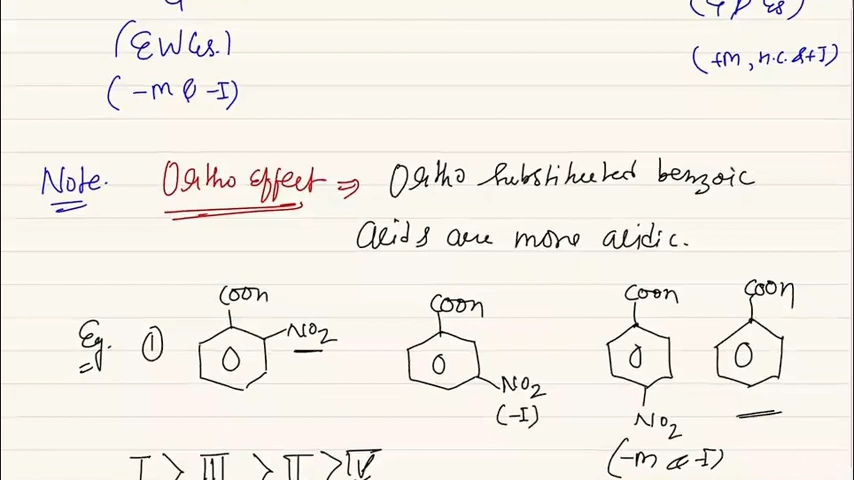 (EWGs.)
(-m & -I)
(+m, h.c. & +I)
Note. Ortho effect ⇒ Ortho substituted benzoic
Acids are more acidic.
Eg. ① COOH NO2 COOH NO2 (-I) COOH NO2 (-m & -I) COOH
I > III > II > IV